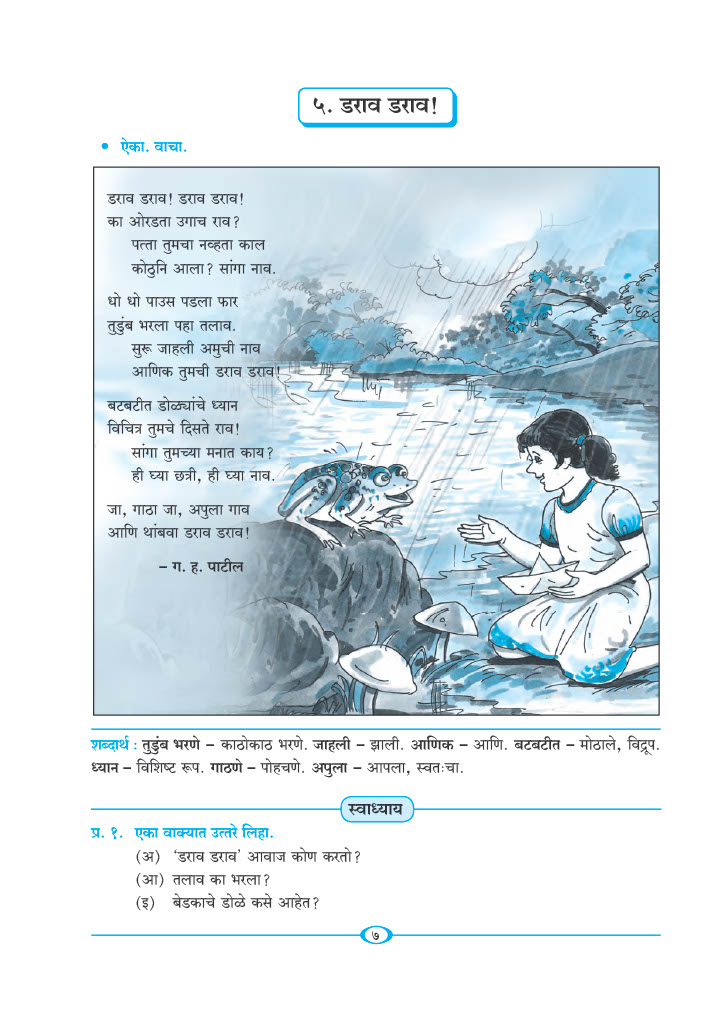 ५. डराव डराव!
• ऐका. वाचा.
डराव डराव! डराव डराव!
का ओरडता उगाच राव?
पत्ता तुमचा नव्हता काल
कोठुनि आला? सांगा नाव.
धो धो पाउस पडला फार
तुडुंब भरला पहा तलाव.
सुरू जाहली अमुची नाव
आणिक तुमची डराव डराव!
बटबटीत डोळ्यांचे ध्यान
विचित्र तुमचे दिसते राव!
सांगा तुमच्या मनात काय?
ही घ्या छत्री, ही घ्या नाव.
जा, गाठा जा, अपुला गाव
आणि थांबवा डराव डराव!
– ग. ह. पाटील
शब्दार्थ : तुडुंब भरणे – काठोकाठ भरणे. जाहली – झाली. आणिक – आणि. बटबटीत – मोठाले, विद्रूप.
ध्यान – विशिष्ट रूप. गाठणे – पोहचणे. अपुला – आपला, स्वतःचा.
स्वाध्याय
प्र. १. एका वाक्यात उत्तरे लिहा.
(अ) ‘डराव डराव’ आवाज कोण करतो?
(आ) तलाव का भरला?
(इ) बेडकाचे डोळे कसे आहेत?
७